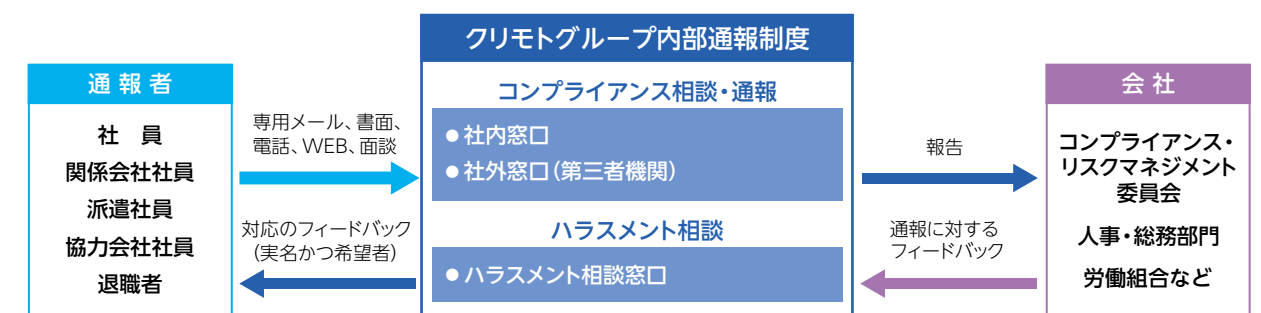 通報者
社　員
関係会社社員
派遣社員
協力会社社員
退職者
専用メール、書面、
電話、WEB、面談
対応のフィードバック
(実名かつ希望者)
クリモトグループ内部通報制度
コンプライアンス相談・通報
●社内窓口
●社外窓口(第三者機関)
ハラスメント相談
●ハラスメント相談窓口
報告
通報に対する
フィードバック
会社
コンプライアンス・
リスクマネジメント
委員会
人事・総務部門
労働組合など